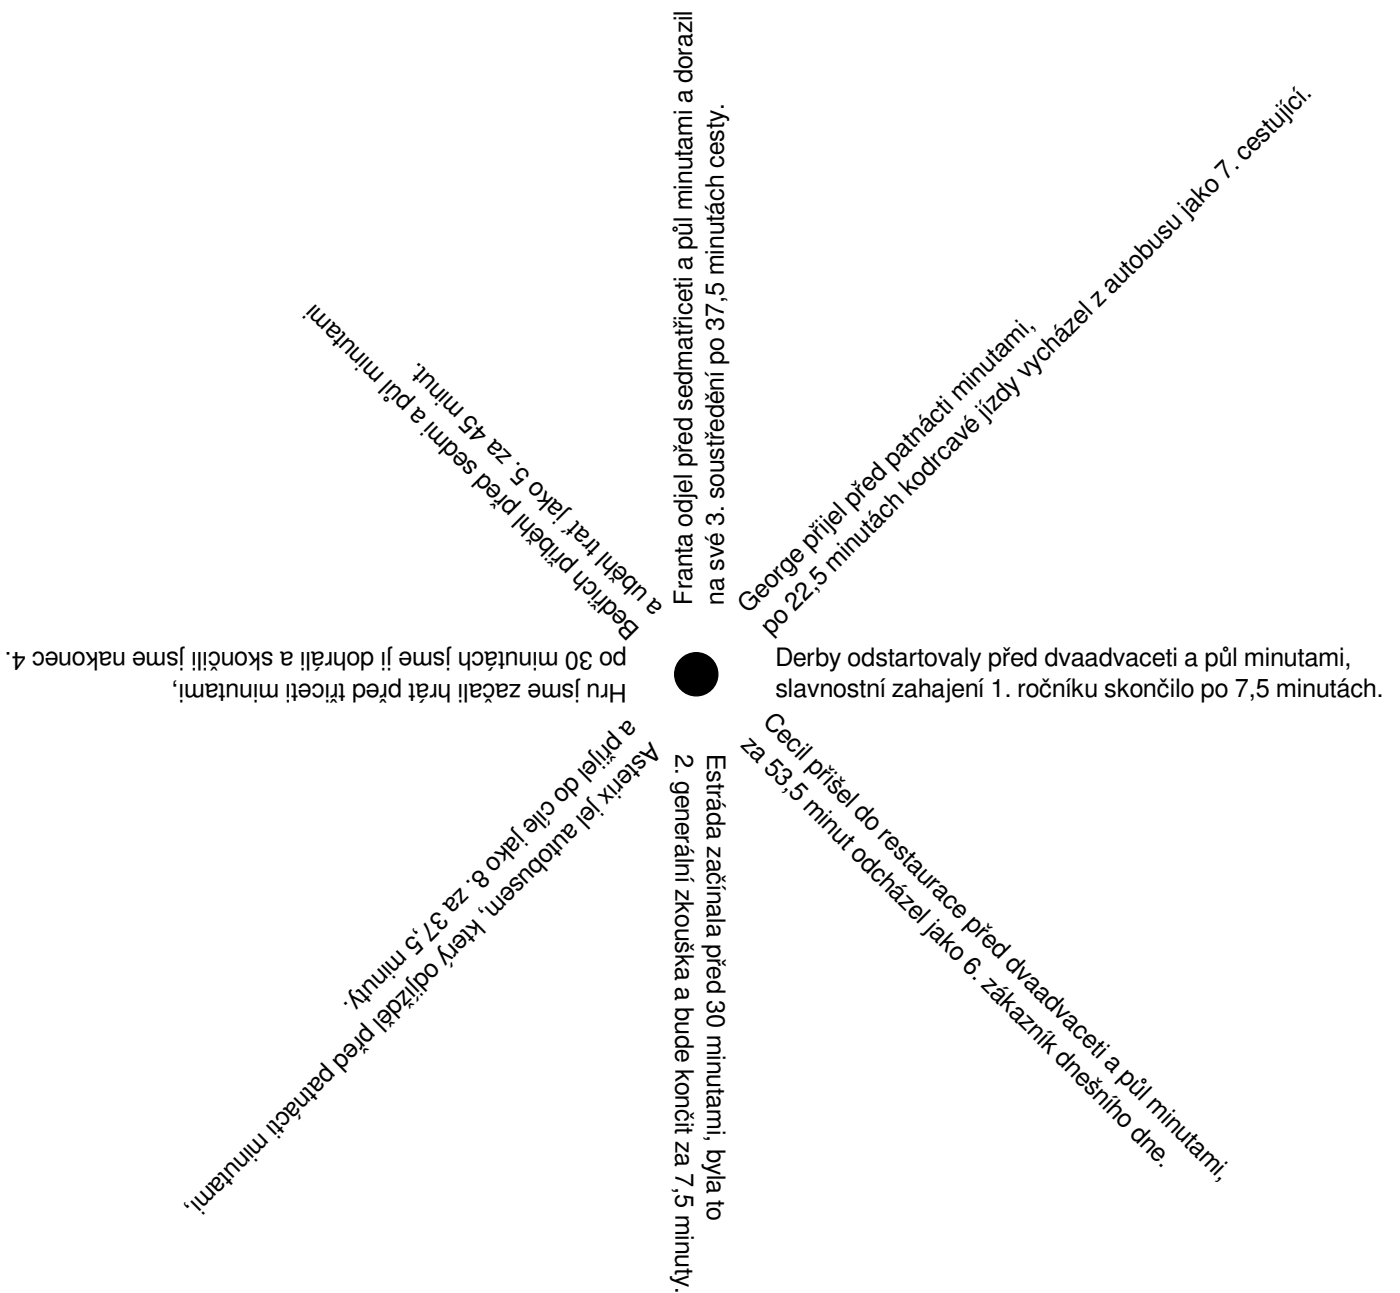 Franta odjel před sedmatřiceti a půl minutami a dorazil
na své 3. soustředění po 37,5 minutách cesty.
George přijel před patnácti minutami,
po 22,5 minutách kodrcavé jízdy vycházel z autobusu jako 7. cestující.
Derby odstartovaly před dvaadvaceti a půl minutami,
slavnostní zahajení 1. ročníku skončilo po 7,5 minutách.
Cecil přišel do restaurace před dvaadvaceti a půl minutami,
za 53,5 minut odcházel jako 6. zákazník dnešního dne.
Estráda začínala před 30 minutami, byla to
2. generální zkouška a bude končit za 7,5 minuty.
Asterix jel autobusem, který odjížděl před patnácti minutami,
a přijel do cíle jako 8. za 37,5 minuty.
Hru jsme začali hrát před třiceti minutami,
po 30 minutách jsme ji dohráli a skončili jsme nakonec 4.
Bedřich přiběhl před sedmi a půl minutami
a uběhl trať jako 5. za 45 minut.